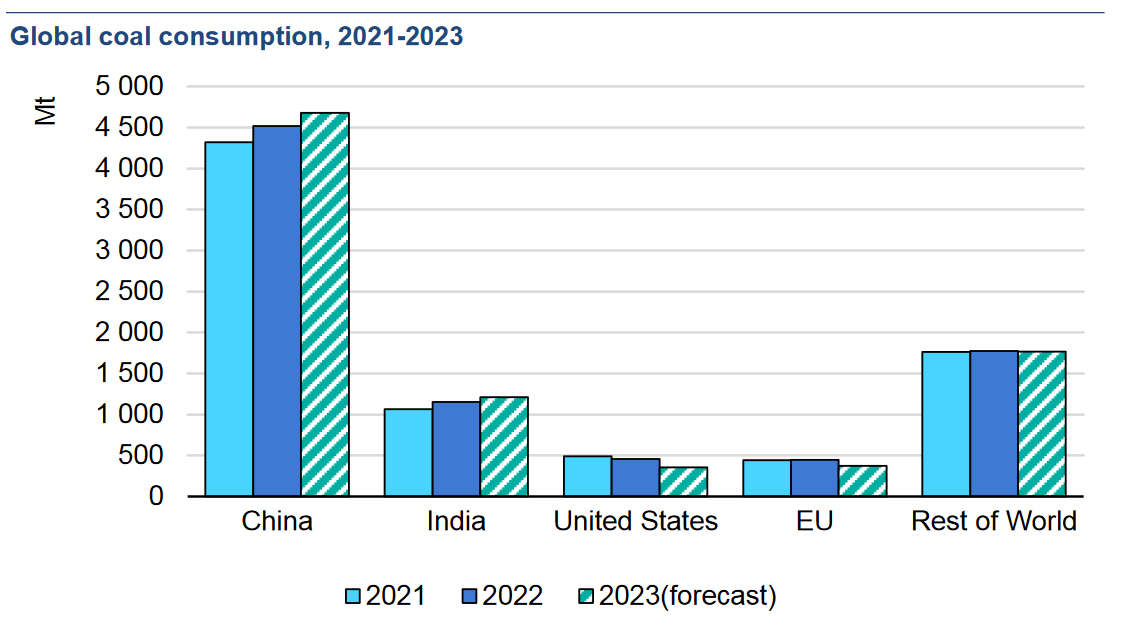 Global coal consumption, 2021-2023
Mt
5 000
4 500
4 000
3 500
3 000
2 500
2 000
1 500
1 000
500
0
China India United States EU Rest of World
2021 2022 2023(forecast)